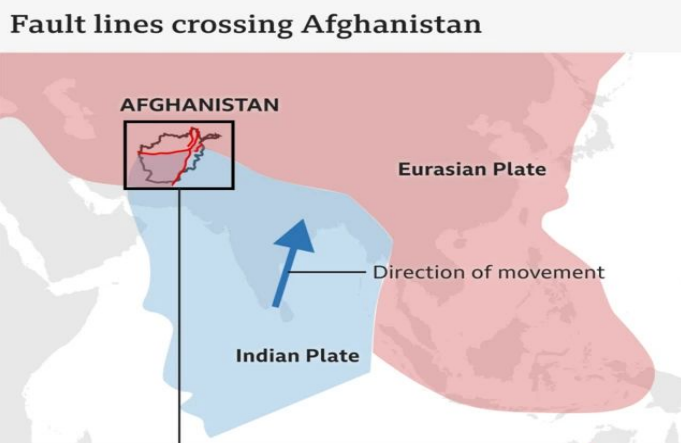 Fault lines crossing Afghanistan
AFGHANISTAN
Eurasian Plate
Direction of movement
Indian Plate